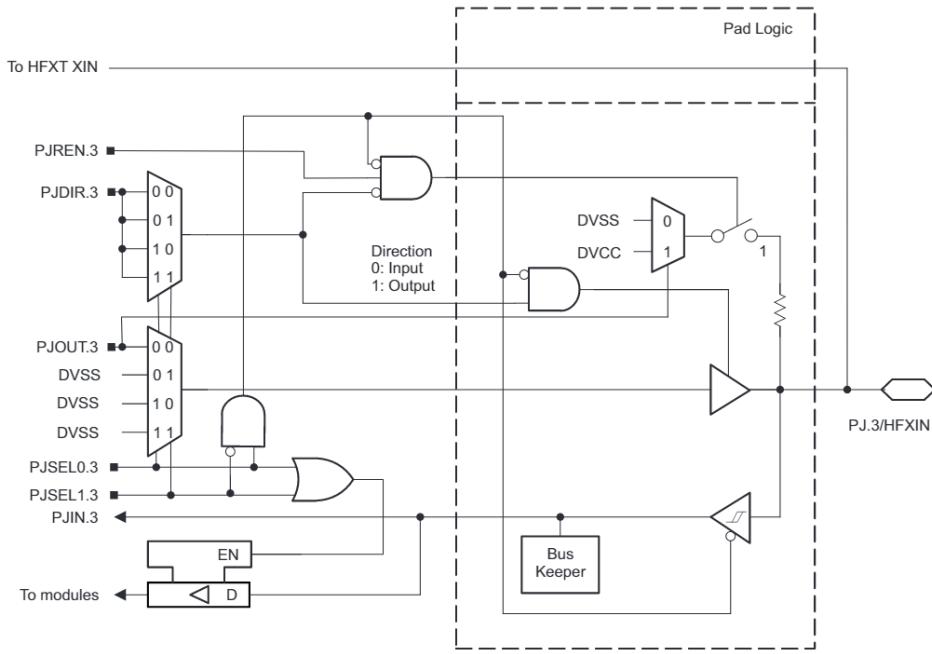 Pad Logic
To HFXT XIN
PJREN.3
PJDIR.3
0 0
0 1
1 0
1 1
DVSS
0
DVCC
1
1
Direction
0: Input
1: Output
PJOUT.3
0 0
DVSS
0 1
DVSS
1 0
DVSS
1 1
PJ.3/HFXIN
PJSEL0.3
PJSEL1.3
PJIN.3
EN
Bus
Keeper
To modules
D